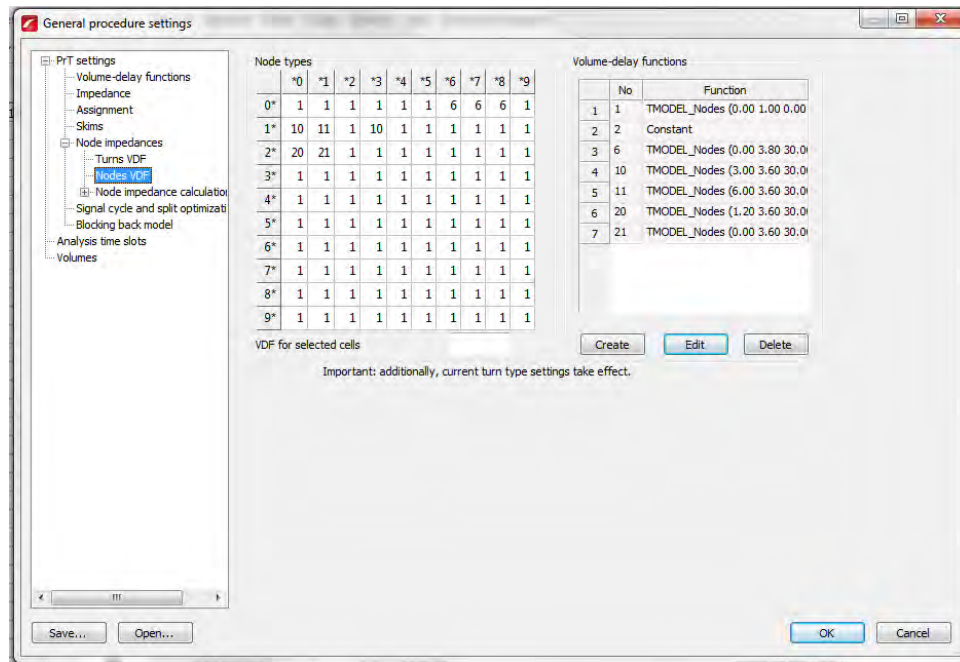 General procedure settings
PrT settings
Volume-delay functions
Impedance
Assignment
Skims
Node impedances
Turns VDF
Nodes VDF
Node impedance calculation
Signal cycle and split optimizati
Blocking back model
Analysis time slots
Volumes
Node types
*0 *1 *2 *3 *4 *5 *6 *7 *8 *9
0* 1 1 1 1 1 1 6 6 6 1
1* 10 11 1 10 1 1 1 1 1 1
2* 20 21 1 1 1 1 1 1 1 1
3* 1 1 1 1 1 1 1 1 1 1
4* 1 1 1 1 1 1 1 1 1 1
5* 1 1 1 1 1 1 1 1 1 1
6* 1 1 1 1 1 1 1 1 1 1
7* 1 1 1 1 1 1 1 1 1 1
8* 1 1 1 1 1 1 1 1 1 1
9* 1 1 1 1 1 1 1 1 1 1
VDF for selected cells
Important: additionally, current turn type settings take effect.
Volume-delay functions
No Function
1 1 TMODEL_Nodes (0.00 1.00 0.00
2 2 Constant
3 6 TMODEL_Nodes (0.00 3.80 30.0
4 10 TMODEL_Nodes (3.00 3.60 30.0
5 11 TMODEL_Nodes (6.00 3.60 30.0
6 20 TMODEL_Nodes (1.20 3.60 30.0
7 21 TMODEL_Nodes (0.00 3.60 30.0
Create Edit Delete
Save... Open... OK Cancel